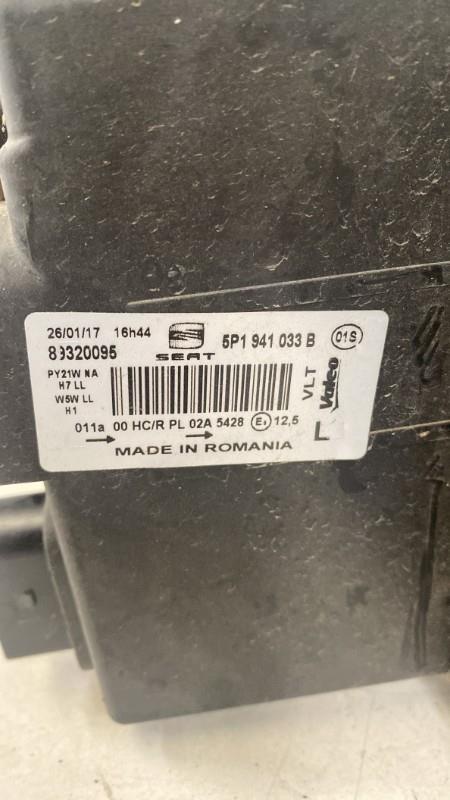 26/01/17 16h44
89320095
SEAT
5P1 941 033 B
01S
PY21W NA
H7 LL
W5W LL
H1
VLT
Valeo
011a 00 HC/R PL 02A 5428 E1 12,5
L
MADE IN ROMANIA